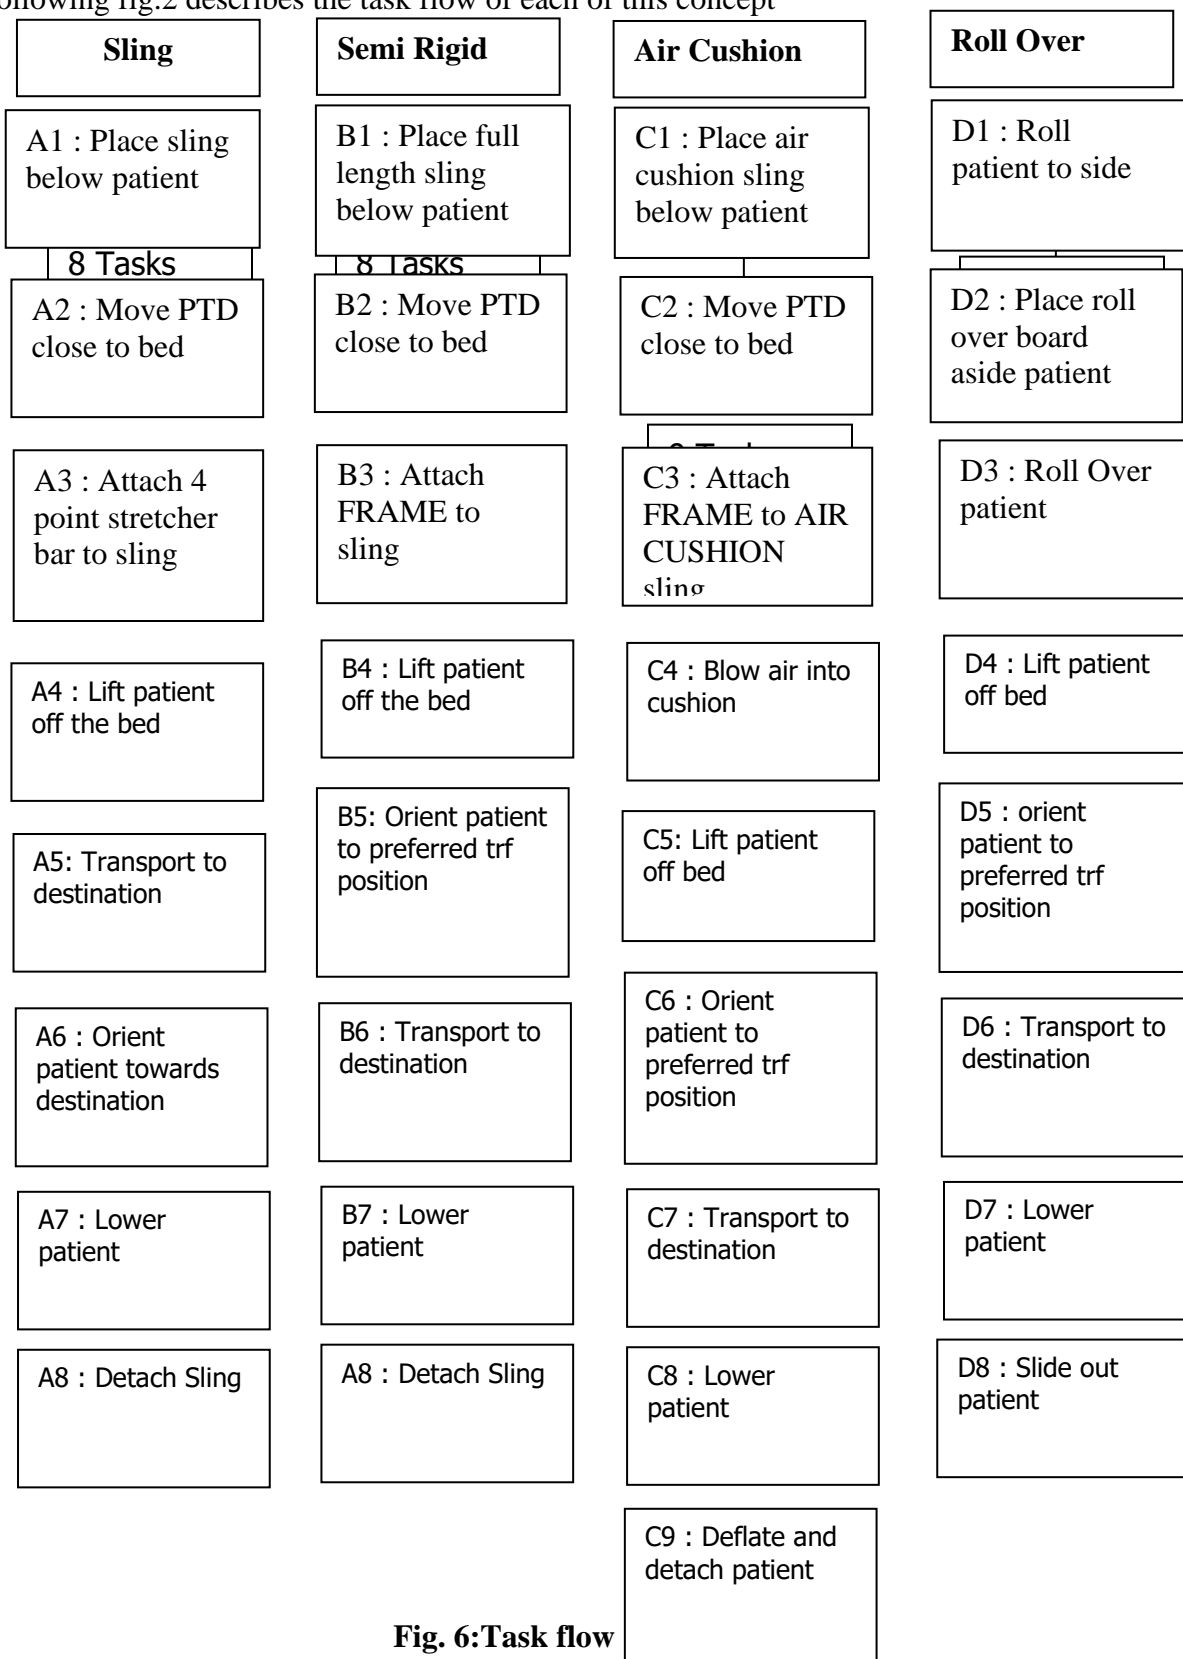 following fig.2 describes the task flow of each of this concept
Sling
A1 : Place sling
below patient
8 Tasks
A2 : Move PTD
close to bed
A3 : Attach 4
point stretcher
bar to sling
A4 : Lift patient
off the bed
A5: Transport to
destination
A6 : Orient
patient towards
destination
A7 : Lower
patient
A8 : Detach Sling
Semi Rigid
B1 : Place full
length sling
below patient
8 Tasks
B2 : Move PTD
close to bed
B3 : Attach
FRAME to
sling
B4 : Lift patient
off the bed
B5: Orient patient
to preferred trf
position
B6 : Transport to
destination
B7 : Lower
patient
A8 : Detach Sling
Air Cushion
C1 : Place air
cushion sling
below patient
C2 : Move PTD
close to bed
C3 : Attach
FRAME to AIR
CUSHION
sling
C4 : Blow air into
cushion
C5: Lift patient
off bed
C6 : Orient
patient to
preferred trf
position
C7 : Transport to
destination
C8 : Lower
patient
C9 : Deflate and
detach patient
Roll Over
D1 : Roll
patient to side
D2 : Place roll
over board
aside patient
D3 : Roll Over
patient
D4 : Lift patient
off bed
D5 : orient
patient to
preferred trf
position
D6 : Transport to
destination
D7 : Lower
patient
D8 : Slide out
patient
Fig. 6:Task flow